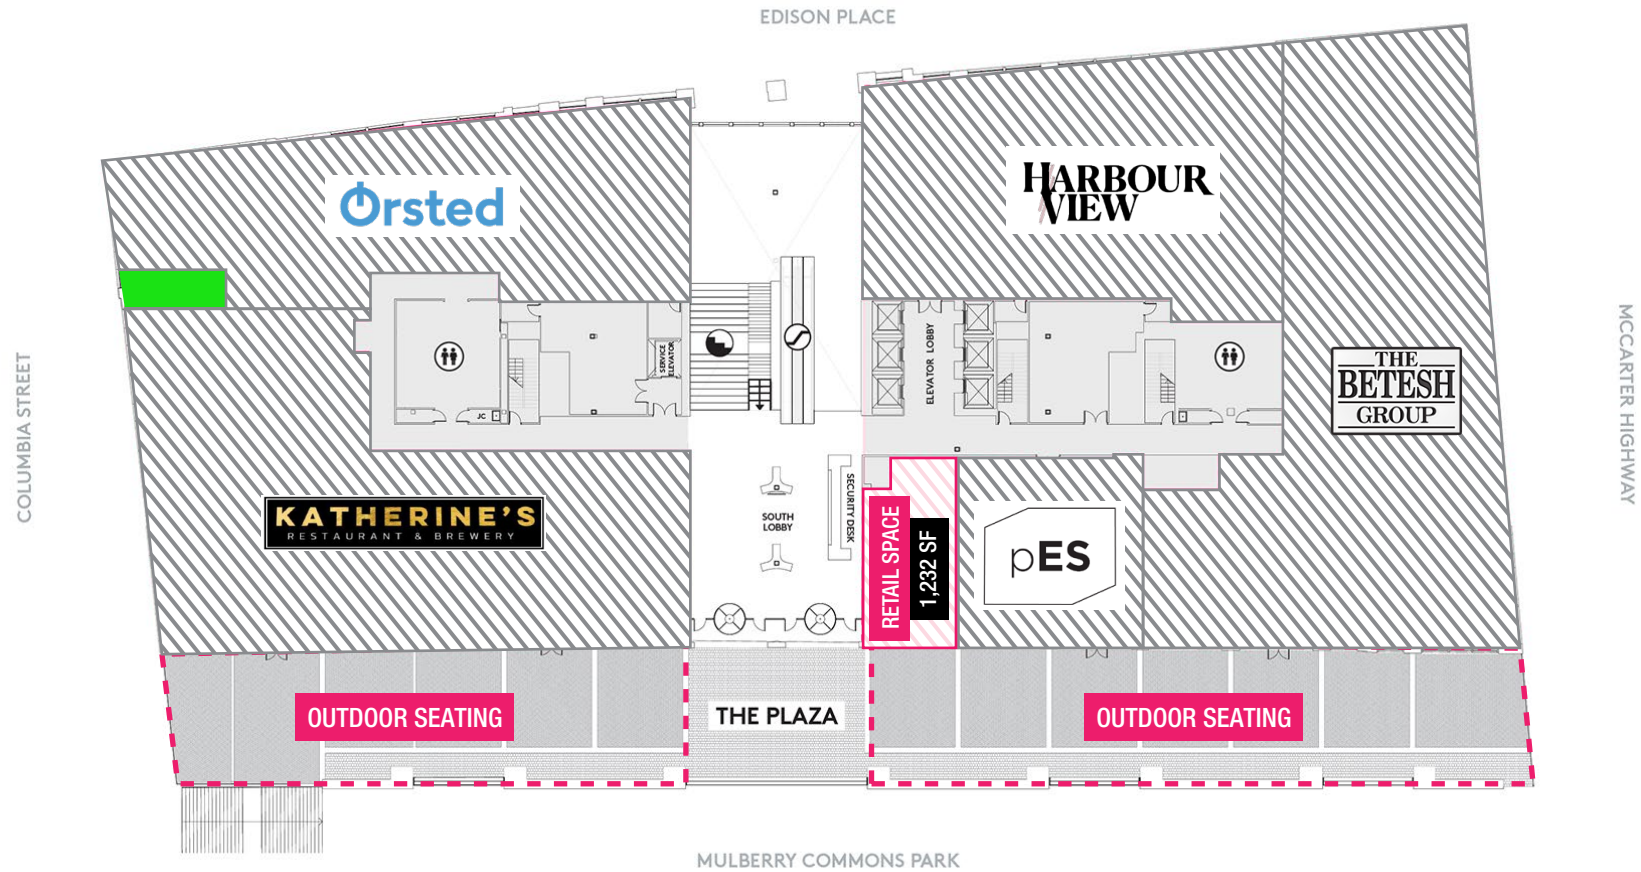 EDISON PLACE
Ørsted
HARBOUR
VIEW
COLUMBIA STREET
MCCARTER HIGHWAY
SERVICE
ELEVATOR
ELEVATOR LOBBY
JC
THE
BETESH
GROUP
KATHERINE'S
RESTAURANT & BREWERY
SOUTH
LOBBY
SECURITY DESK
RETAIL SPACE
1,232 SF
pES
OUTDOOR SEATING
THE PLAZA
OUTDOOR SEATING
MULBERRY COMMONS PARK